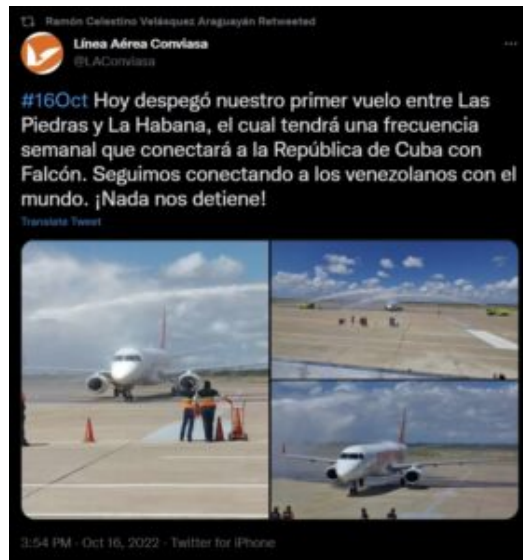 Ramón Celestino Velásquez Araguayán Retweeted
Línea Aérea Conviasa
@LAConviasa
#16Oct Hoy despegó nuestro primer vuelo entre Las
Piedras y La Habana, el cual tendrá una frecuencia
semanal que conectará a la República de Cuba con
Falcón. Seguimos conectando a los venezolanos con el
mundo. ¡Nada nos detiene!
Translate Tweet
3:54 PM · Oct 16, 2022 · Twitter for iPhone